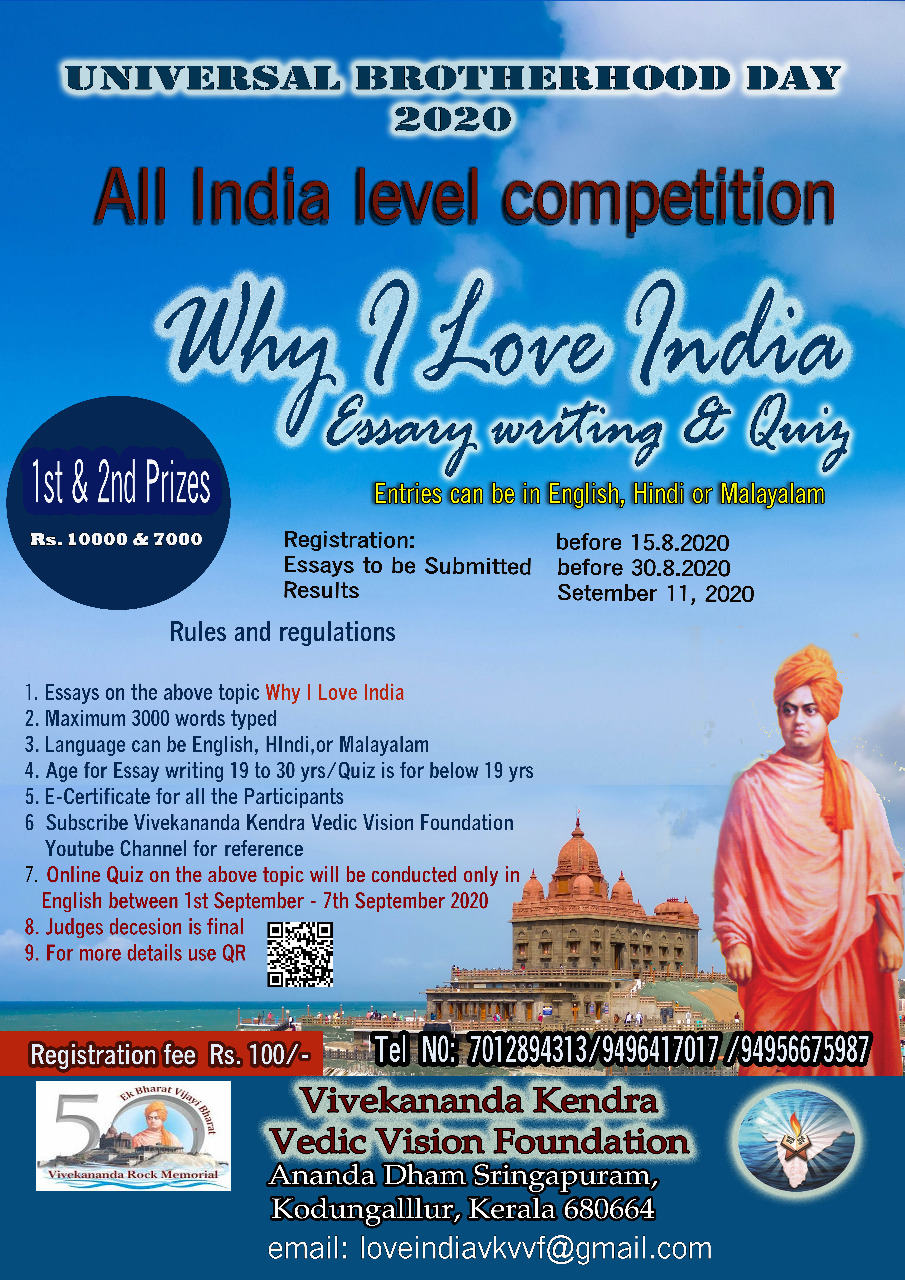 UNIVERSAL BROTHERHOOD DAY
2020
All India level competition
Why I Love India
Essary writing & Quiz
1st & 2nd Prizes
Rs. 10000 & 7000
Entries can be in English, Hindi or Malayalam
Registration: before 15.8.2020
Essays to be Submitted before 30.8.2020
Results Setember 11, 2020
Rules and regulations
1. Essays on the above topic Why I Love India
2. Maximum 3000 words typed
3. Language can be English, HIndi,or Malayalam
4. Age for Essay writing 19 to 30 yrs/Quiz is for below 19 yrs
5. E-Certificate for all the Participants
6 Subscribe Vivekananda Kendra Vedic Vision Foundation
Youtube Channel for reference
7. Online Quiz on the above topic will be conducted only in
English between 1st September - 7th September 2020
8. Judges decesion is final
9. For more details use QR
Registration fee Rs. 100/-
Tel NO: 7012894313/9496417017 /94956675987
50
Ek Bharat Vijayi Bharat
Vivekananda Rock Memorial
Vivekananda Kendra
Vedic Vision Foundation
Ananda Dham Sringapuram,
Kodungalllur, Kerala 680664
email: loveindiavkvvf@gmail.com